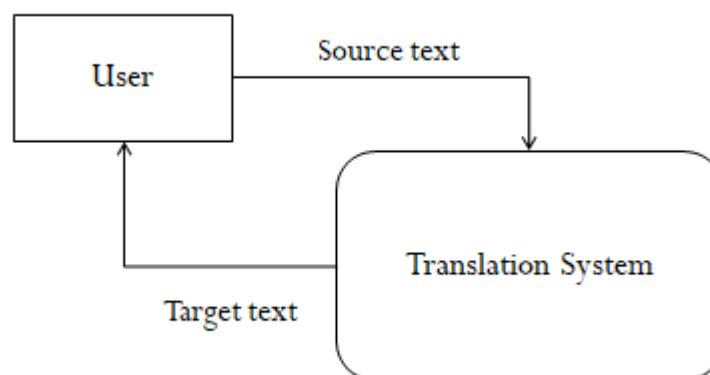 User
Source text
Translation System
Target text